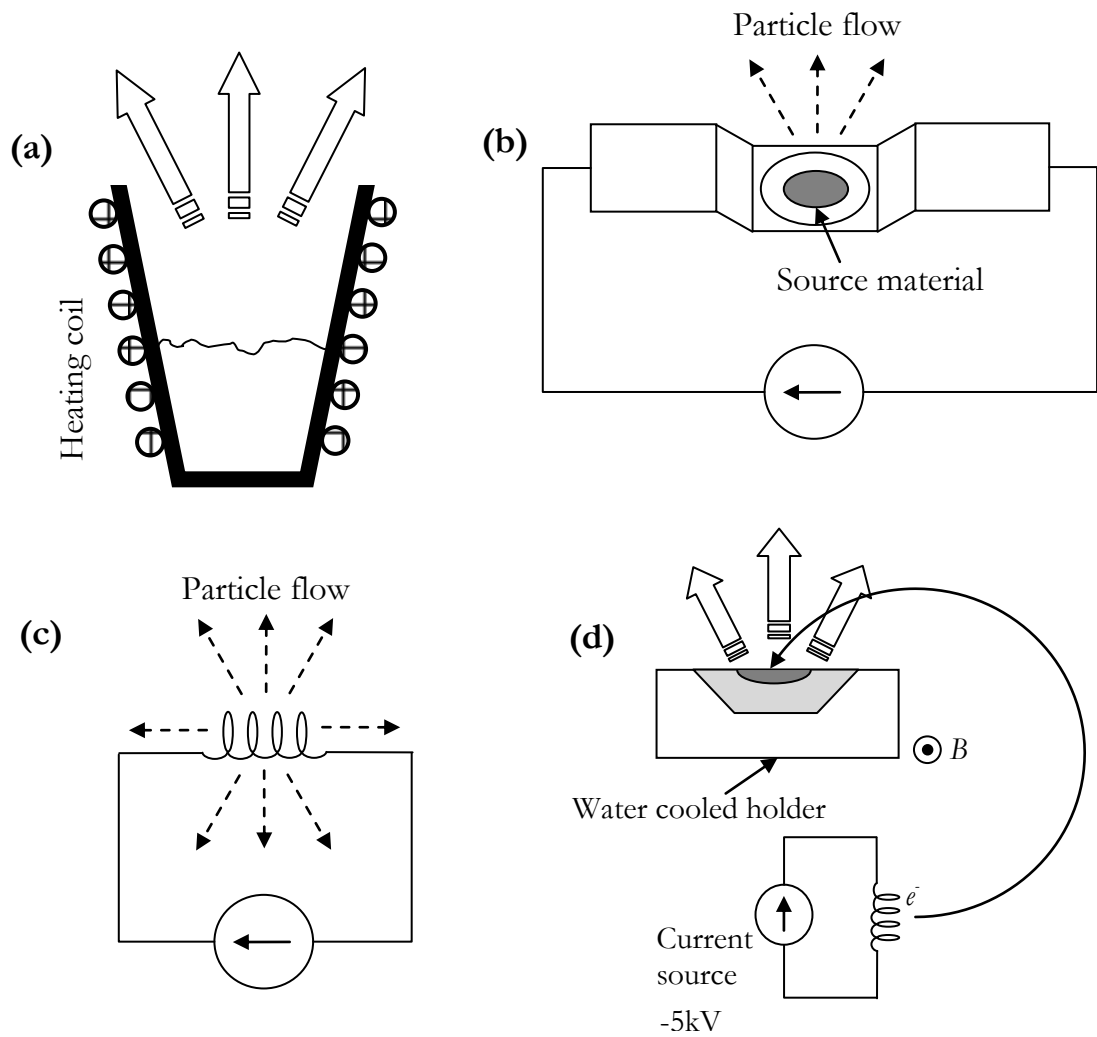 (a)
Heating coil
Particle flow
(b)
Source material
Particle flow
(c)
(d)
B
Water cooled holder
e-
Current
source
-5kV